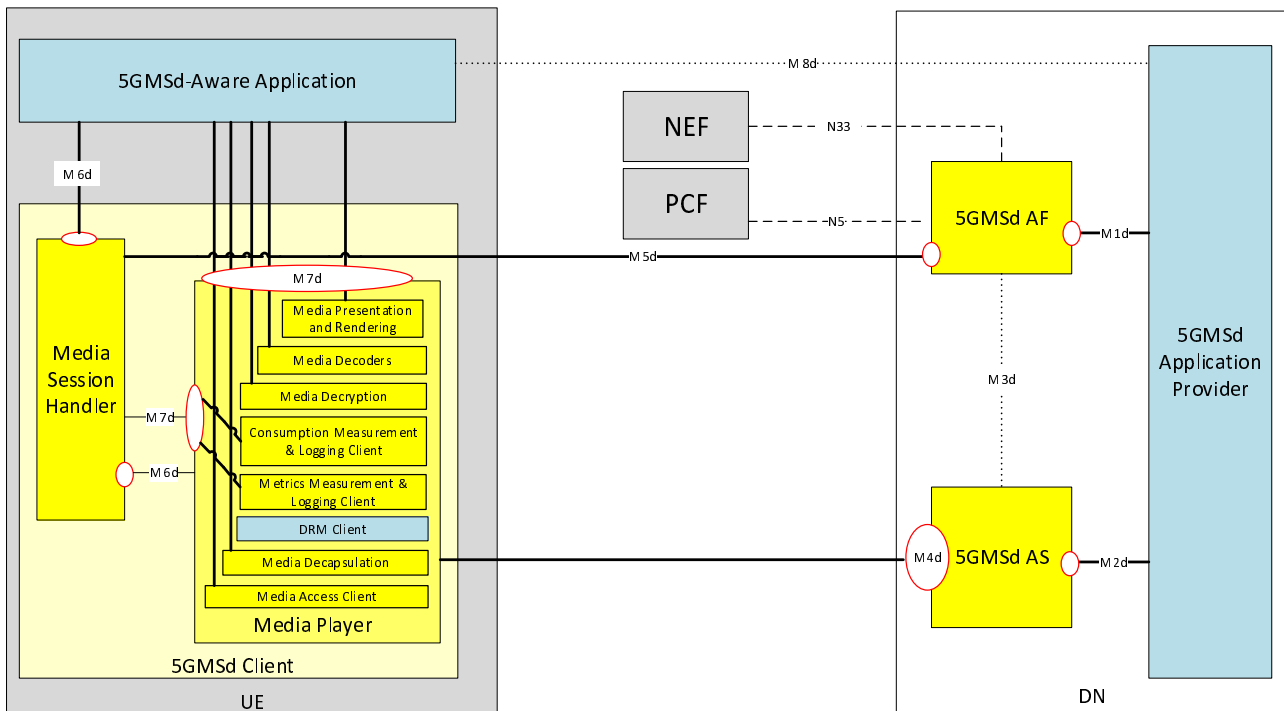 5GMSd-Aware Application
M8d
NEF
N33
M6d
PCF
N5
5GMSd AF
M1d
M5d
M7d
Media Presentation
and Rendering
Media Decoders
Media
Session
Handler
5GMSd
Application
Provider
M3d
Media Decryption
M7d
Consumption Measurement
& Logging Client
M6d
Metrics Measurement &
Logging Client
DRM Client
Media Decapsulation
M4d
5GMSd AS
M2d
Media Access Client
Media Player
5GMSd Client
UE
DN